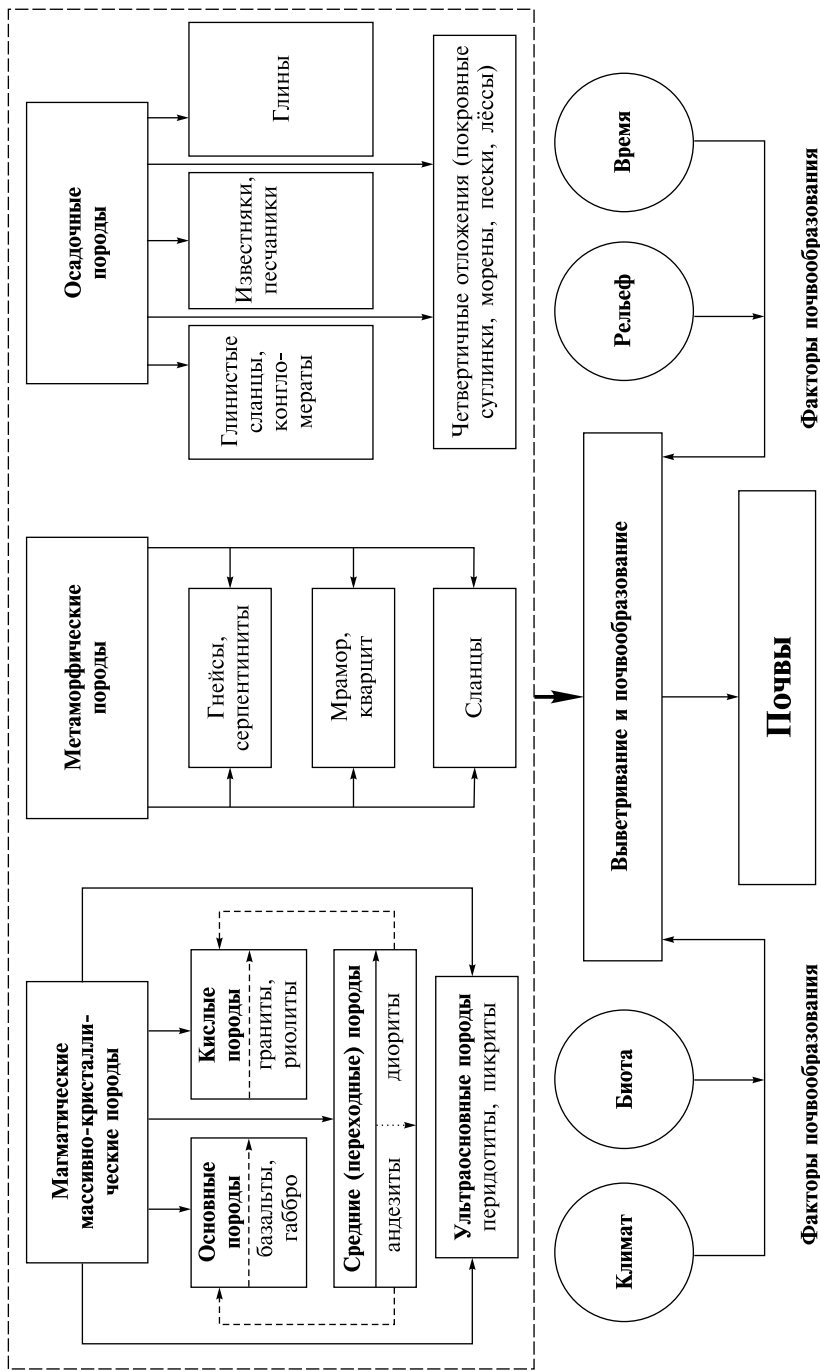 Магматические
массивно-кристалли-
ческие породы
Основные
породы
базальты,
габбро
Кислые
породы
граниты,
риолиты
Средние (переходные) породы
андезиты
диориты
Ультраосновные породы
перидотиты, пикриты
Метаморфические
породы
Гнейсы,
серпентиниты
Мрамор,
кварцит
Сланцы
Осадочные
породы
Глинистые
сланцы,
конгло-
мераты
Известняки,
песчаники
Глины
Четвертичные отложения (покровные
суглинки, морены, пески, лёссы)
Климат
Биота
Выветривание и почвообразование
Рельеф
Время
Факторы почвообразования
Почвы
Факторы почвообразования